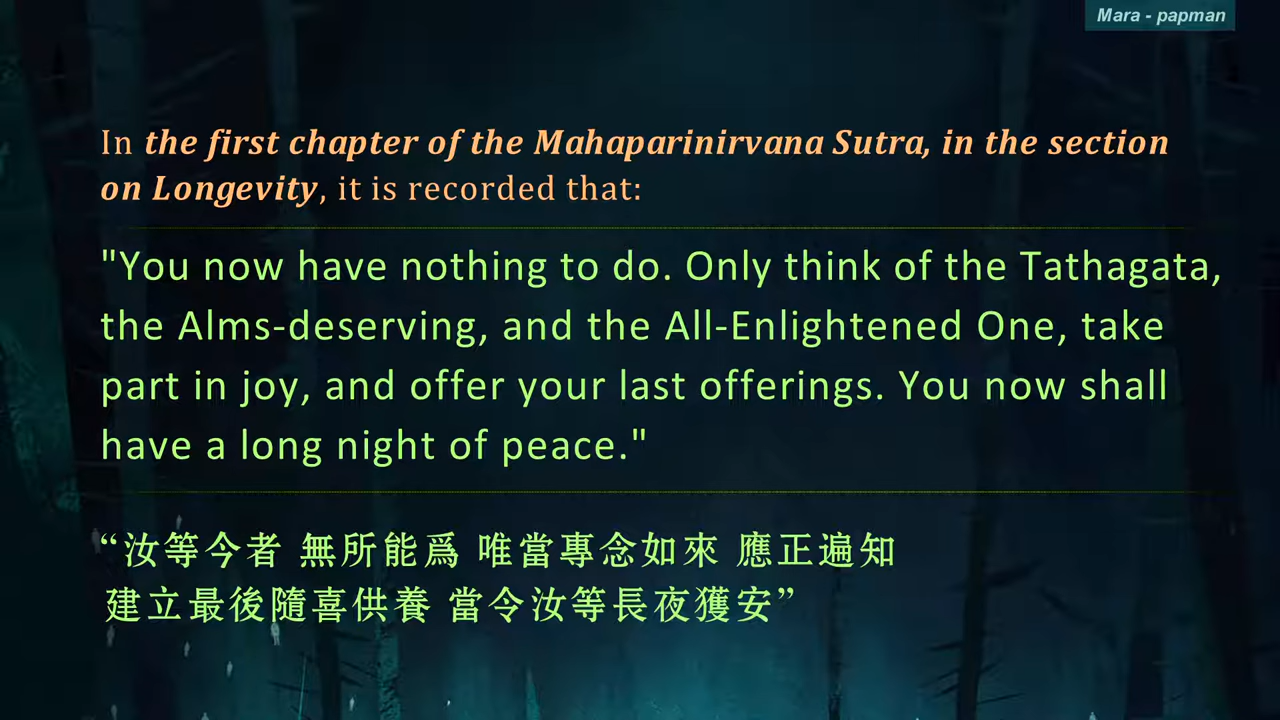 Mara - papman
In the first chapter of the Mahaparinirvana Sutra, in the section
on Longevity, it is recorded that:
"You now have nothing to do. Only think of the Tathagata,
the Alms-deserving, and the All-Enlightened One, take
part in joy, and offer your last offerings. You now shall
have a long night of peace."
“汝等今者 無所能爲 唯當專念如來 應正遍知
建立最後隨喜供養 當令汝等長夜獲安”